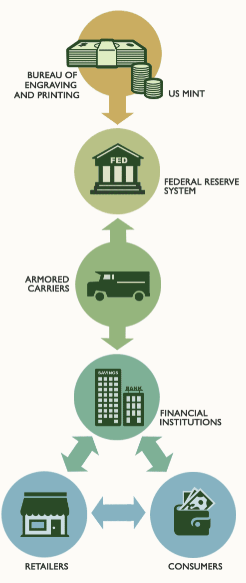 BUREAU OF
ENGRAVING
AND PRINTING
US MINT
FED
FEDERAL RESERVE
SYSTEM
ARMORED
CARRIERS
SAVINGS
BANK
FINANCIAL
INSTITUTIONS
RETAILERS
CONSUMERS